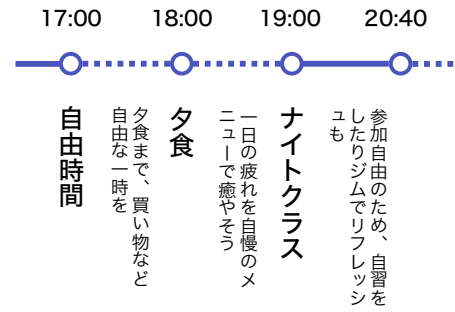 17:00
18:00
19:00
20:40
自由時間
夕食まで、買い物など
自由な一時を
夕食
一日の疲れを自慢のメ
ニューで癒やそう
ナイトクラス
参加自由のため、自習を
したりジムでリフレッシ
ュも